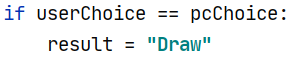 if userChoice == pcChoice:
    result = "Draw"